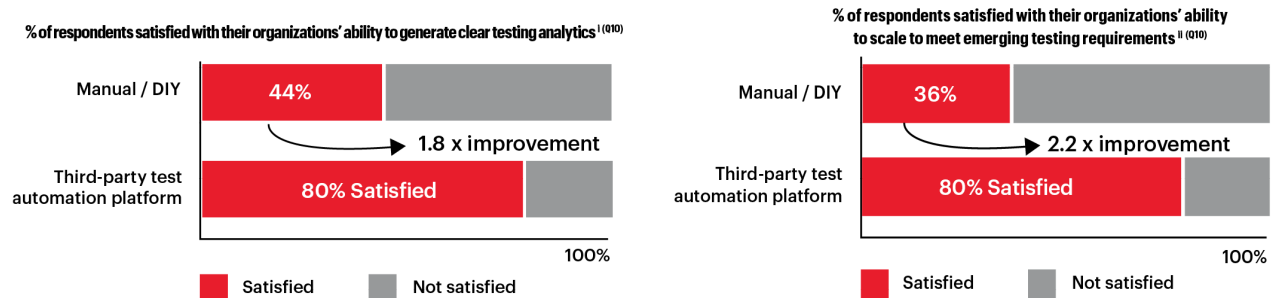 % of respondents satisfied with their organizations' ability to generate clear testing analytics i (Q10)
Manual / DIY
44%
1.8 x improvement
Third-party test
automation platform
80% Satisfied
100%
Satisfied
Not satisfied
% of respondents satisfied with their organizations' ability
to scale to meet emerging testing requirements ii (Q10)
Manual / DIY
36%
2.2 x improvement
Third-party test
automation platform
80% Satisfied
100%
Satisfied
Not satisfied